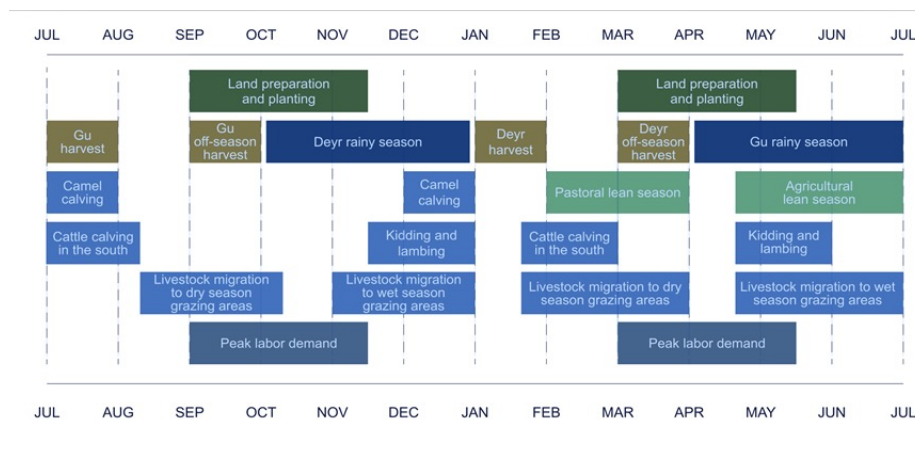 JUL AUG SEP OCT NOV DEC JAN FEB MAR APR MAY JUN JUL
Land preparation
and planting
Land preparation
and planting
Gu
harvest
Gu
off-season
harvest
Deyr rainy season
Deyr
harvest
Deyr
off-season
harvest
Gu rainy season
Camel
calving
Camel
calving
Pastoral lean season
Agricultural
lean season
Cattle calving
in the south
Kidding and
lambing
Cattle calving
in the south
Kidding and
lambing
Livestock migration
to dry season
grazing areas
Livestock migration
to wet season
grazing areas
Livestock migration to dry
season grazing areas
Livestock migration to wet
season grazing areas
Peak labor demand
Peak labor demand
JUL AUG SEP OCT NOV DEC JAN FEB MAR APR MAY JUN JUL